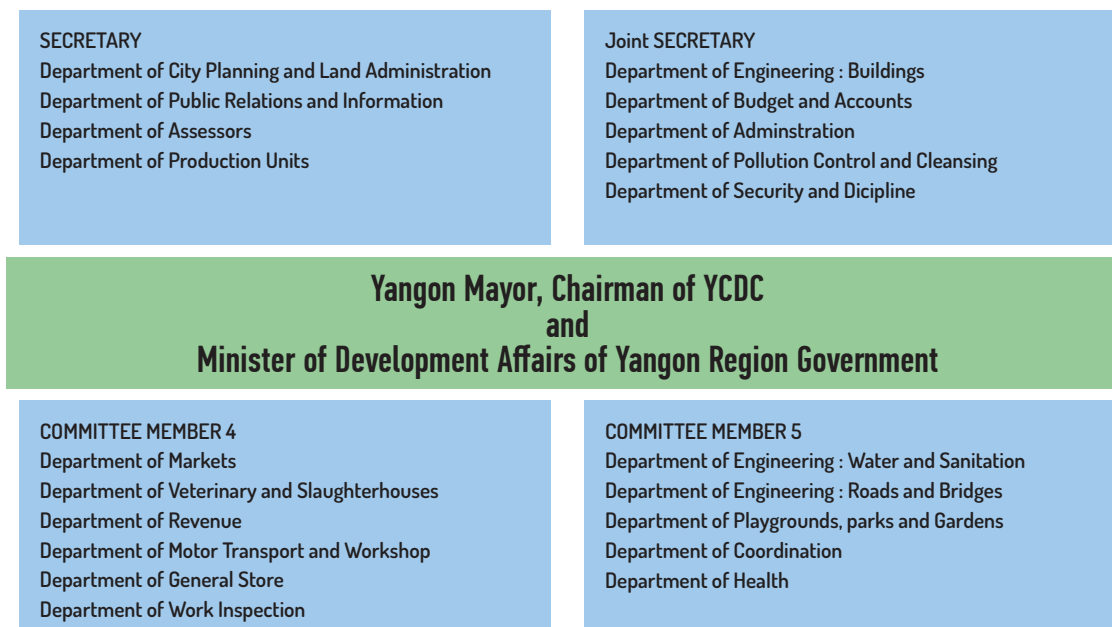 SECRETARY
Department of City Planning and Land Administration
Department of Public Relations and Information
Department of Assessors
Department of Production Units
Joint SECRETARY
Department of Engineering : Buildings
Department of Budget and Accounts
Department of Adminstration
Department of Pollution Control and Cleansing
Department of Security and Dicipline
Yangon Mayor, Chairman of YCDC
and
Minister of Development Affairs of Yangon Region Government
COMMITTEE MEMBER 4
Department of Markets
Department of Veterinary and Slaughterhouses
Department of Revenue
Department of Motor Transport and Workshop
Department of General Store
Department of Work Inspection
COMMITTEE MEMBER 5
Department of Engineering : Water and Sanitation
Department of Engineering : Roads and Bridges
Department of Playgrounds, parks and Gardens
Department of Coordination
Department of Health